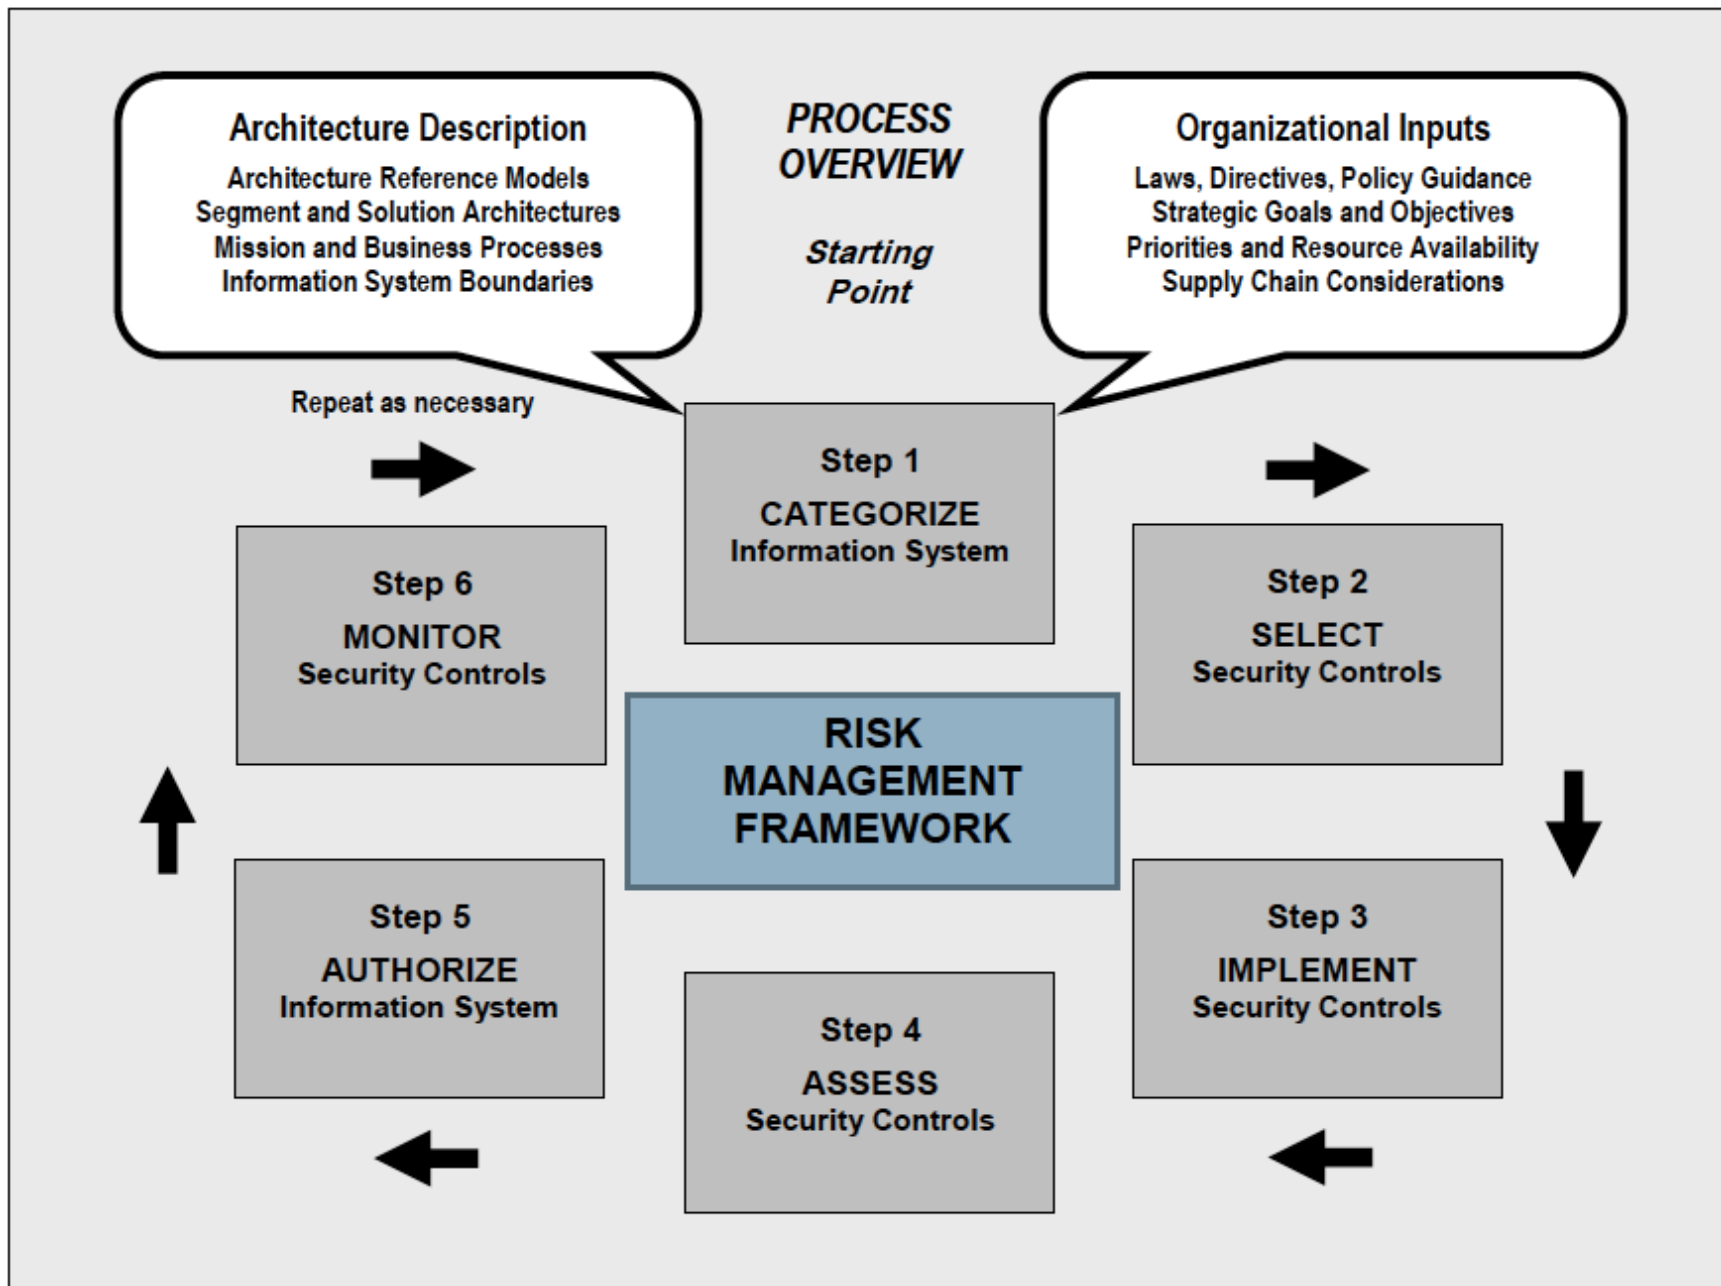 Architecture Description
Architecture Reference Models
Segment and Solution Architectures
Mission and Business Processes
Information System Boundaries
PROCESS
OVERVIEW
Starting
Point
Organizational Inputs
Laws, Directives, Policy Guidance
Strategic Goals and Objectives
Priorities and Resource Availability
Supply Chain Considerations
Repeat as necessary
Step 1
CATEGORIZE
Information System
Step 2
SELECT
Security Controls
Step 3
IMPLEMENT
Security Controls
Step 4
ASSESS
Security Controls
Step 5
AUTHORIZE
Information System
Step 6
MONITOR
Security Controls
RISK
MANAGEMENT
FRAMEWORK